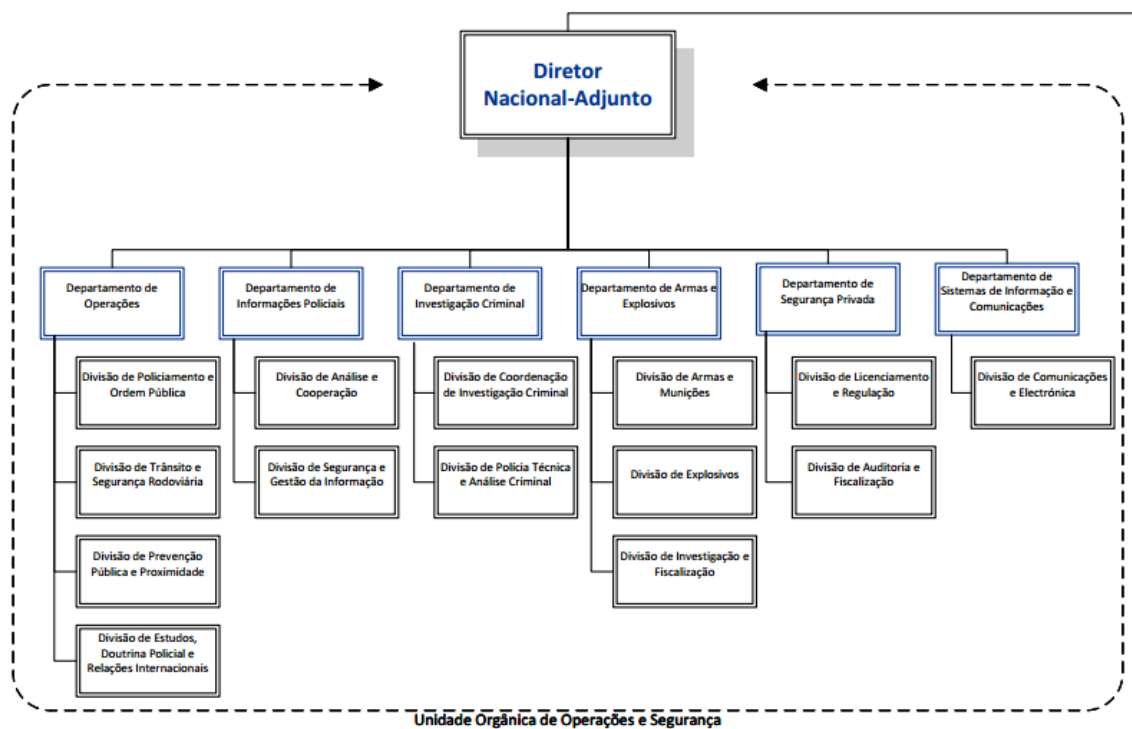 Diretor
Nacional-Adjunto
Departamento de
Operações
Departamento de
Informações Policiais
Departamento de
Investigação Criminal
Departamento de Armas e
Explosivos
Departamento de
Segurança Privada
Departamento de
Sistemas de Informação e
Comunicações
Divisão de Policiamento e
Ordem Pública
Divisão de Análise e
Cooperação
Divisão de Coordenação
de Investigação Criminal
Divisão de Armas e
Munições
Divisão de Licenciamento
e Regulação
Divisão de Comunicações
e Electrónica
Divisão de Trânsito e
Segurança Rodoviária
Divisão de Segurança e
Gestão da Informação
Divisão de Polícia Técnica
e Análise Criminal
Divisão de Explosivos
Divisão de Auditoria e
Fiscalização
Divisão de Prevenção
Pública e Proximidade
Divisão de Investigação e
Fiscalização
Divisão de Estudos,
Doutrina Policial e
Relações Internacionais
Unidade Orgânica de Operações e Segurança